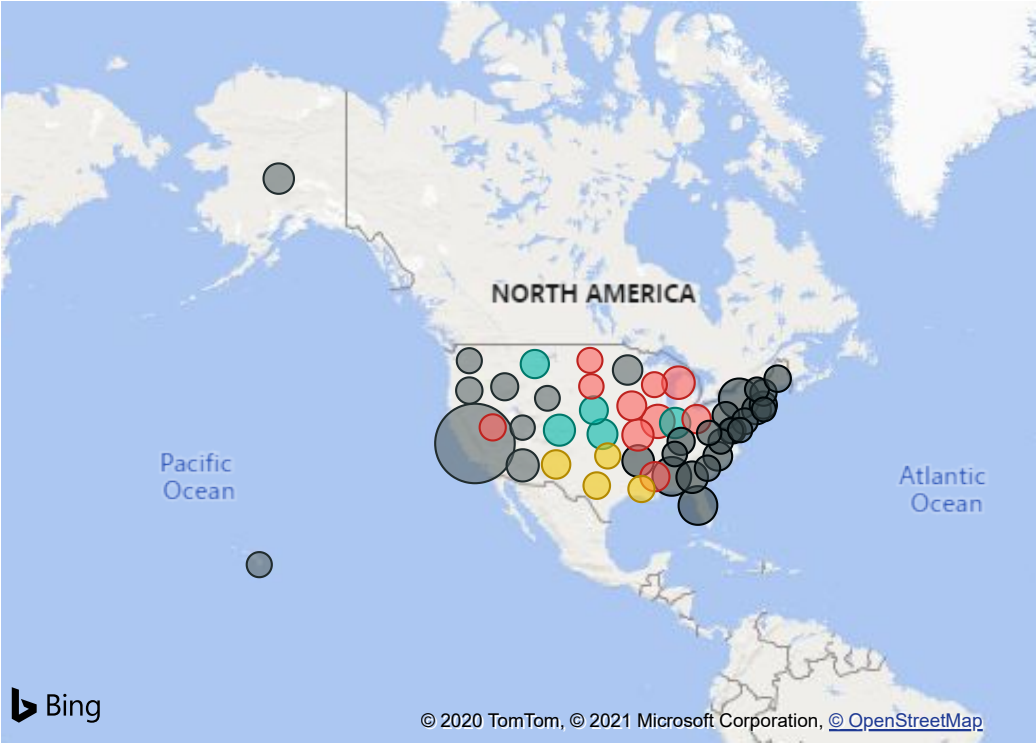 NORTH AMERICA
Pacific
Ocean
Atlantic
Ocean
Bing
© 2020 TomTom, © 2021 Microsoft Corporation, © OpenStreetMap